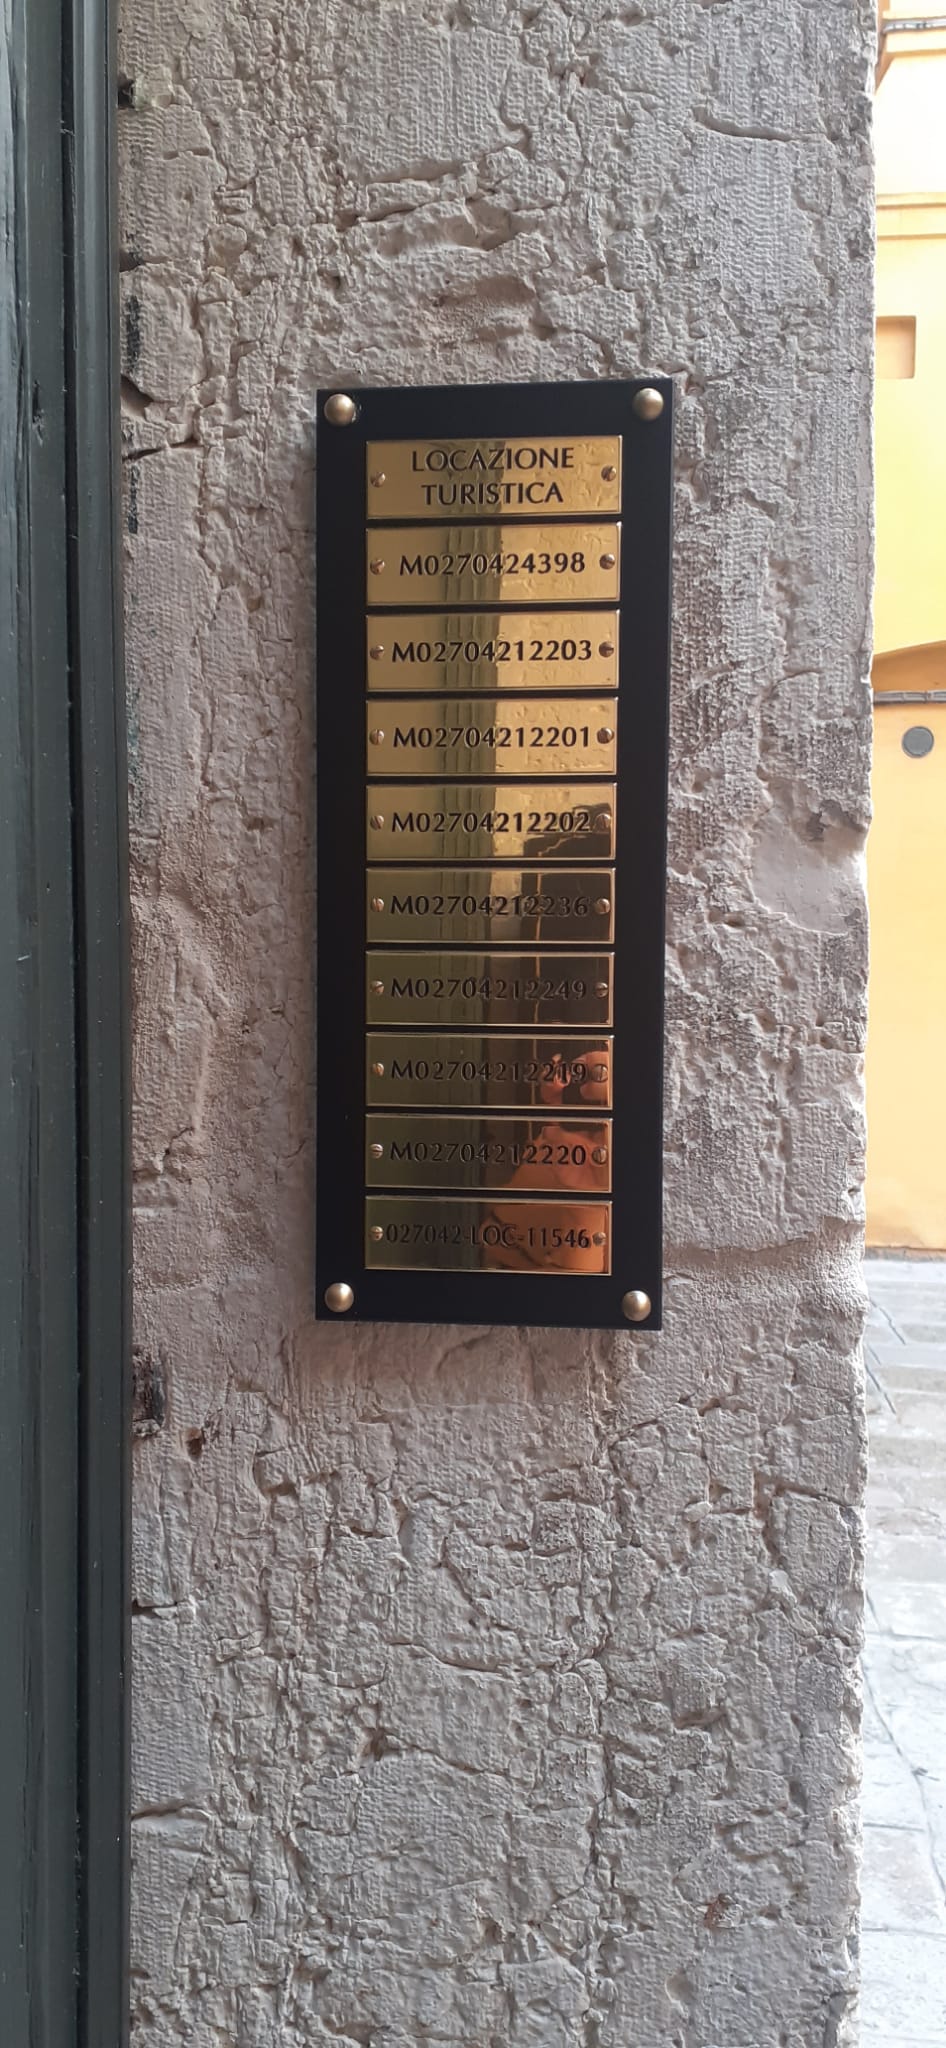 LOCAZIONE
TURISTICA
M0270424398
M02704212203
M02704212201
M02704212202
M02704212236
M02704212249
M02704212219
M02704212220
027042-LOC-11546